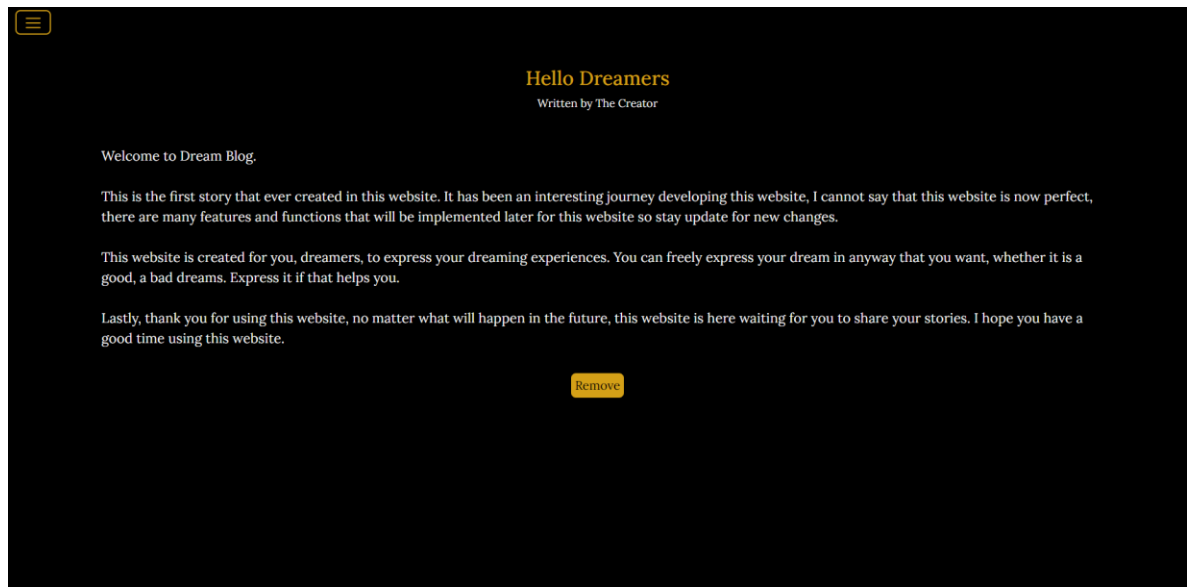 Hello Dreamers
Written by The Creator
Welcome to Dream Blog.
This is the first story that ever created in this website. It has been an interesting journey developing this website, I cannot say that this website is now perfect,
there are many features and functions that will be implemented later for this website so stay update for new changes.
This website is created for you, dreamers, to express your dreaming experiences. You can freely express your dream in anyway that you want, whether it is a
good, a bad dreams. Express it if that helps you.
Lastly, thank you for using this website, no matter what will happen in the future, this website is here waiting for you to share your stories. I hope you have a
good time using this website.
Remove